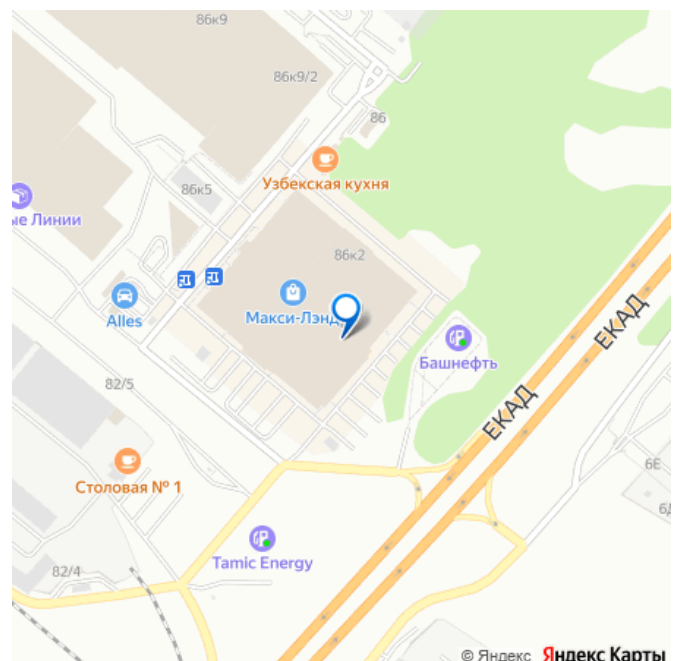 86к9
86к9/2
86
Узбекская кухня
86к5
ые Линии
86к2
Макси-Лэнд
Alles
Башнефть
ЕКАД
ЕКАД
82/5
Столовая № 1
6Е
Tamic Energy
82/4
© Яндекс Яндекс Карты